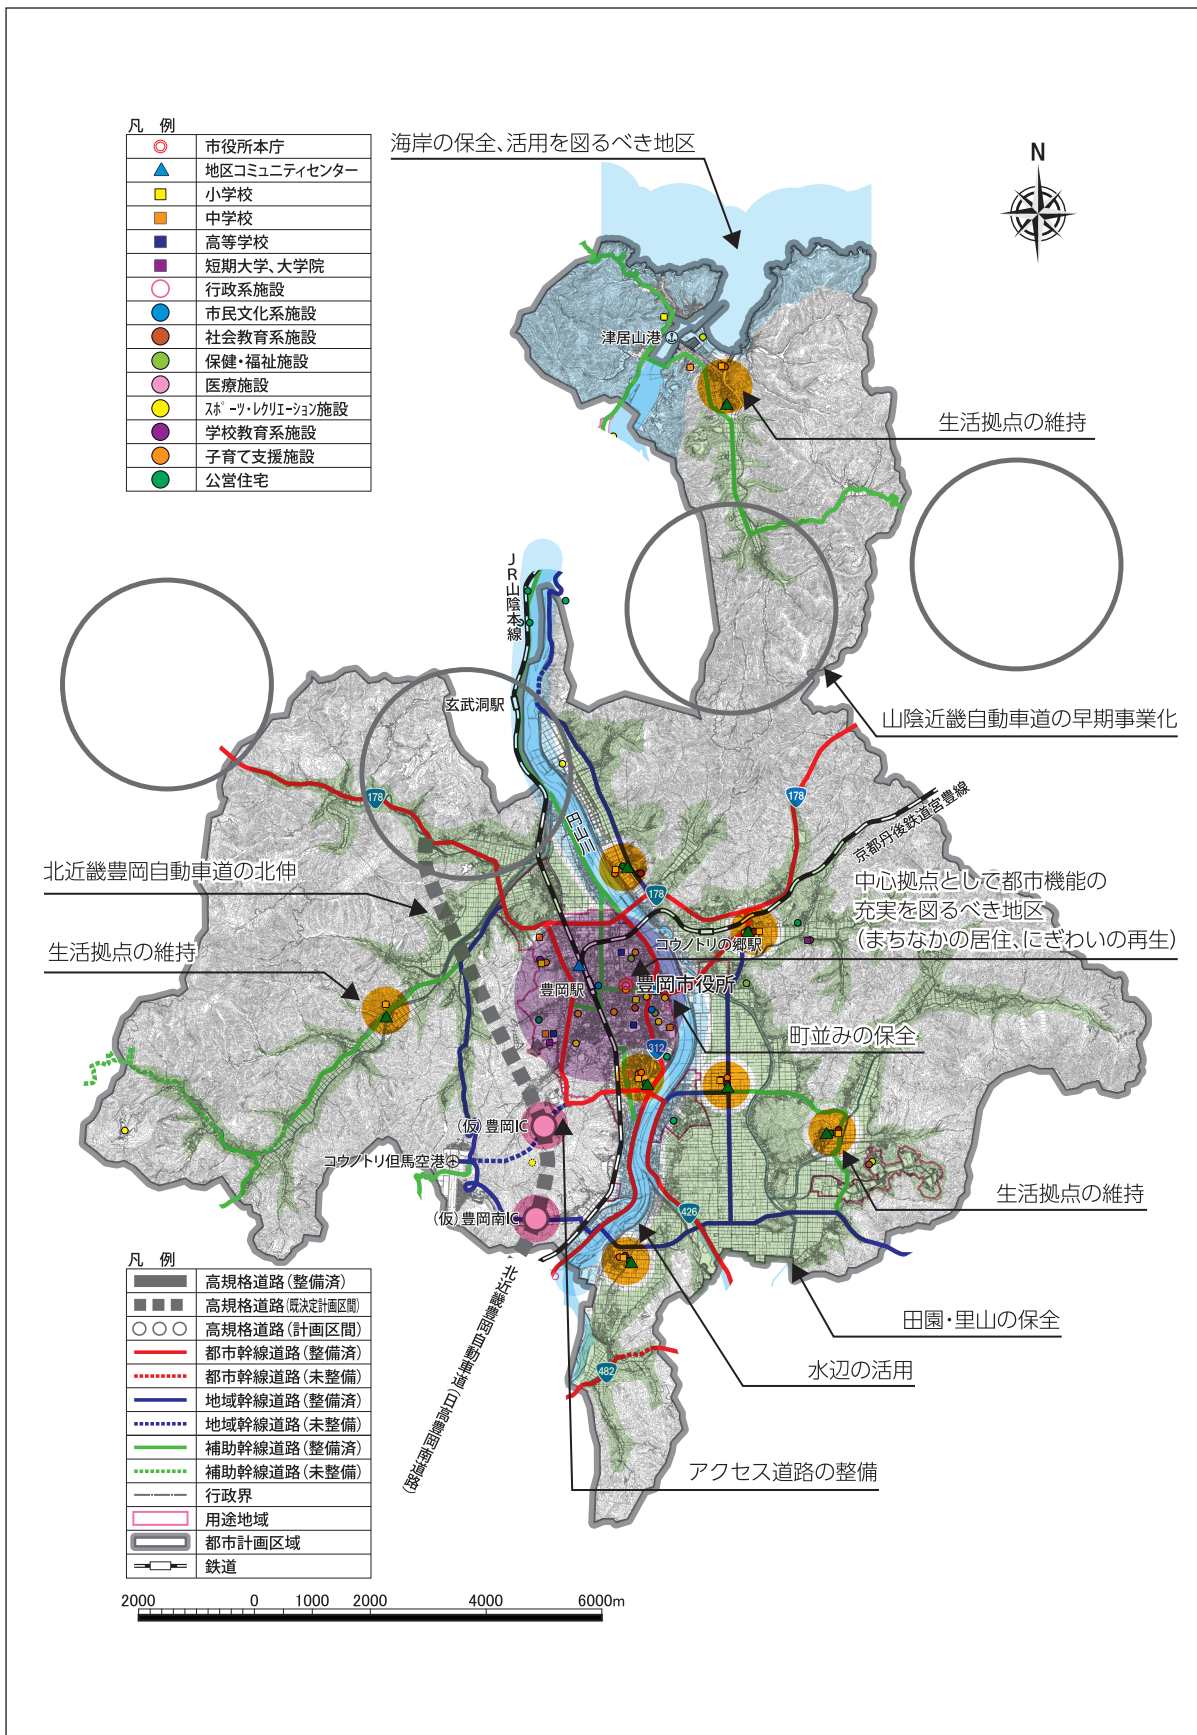 凡 例
市役所本庁
地区コミュニティセンター
小学校
中学校
高等学校
短期大学、大学院
行政系施設
市民文化系施設
社会教育系施設
保健・福祉施設
医療施設
スポーツ・レクリエーション施設
学校教育系施設
子育て支援施設
公営住宅
海岸の保全、活用を図るべき地区
N
津居山港
生活拠点の維持
JR山陰本線
玄武洞駅
山陰近畿自動車道の早期事業化
178
178
京都丹後鉄道宮豊線
円山川
北近畿豊岡自動車道の北伸
178
中心拠点として都市機能の
充実を図るべき地区
(まちなかの居住、にぎわいの再生)
コウノトリの郷駅
生活拠点の維持
豊岡駅
豊岡市役所
町並みの保全
312
(仮)豊岡IC
コウノトリ但馬空港
生活拠点の維持
(仮)豊岡南IC
426
北近畿豊岡自動車道(日高豊岡南道路)
田園・里山の保全
水辺の活用
482
アクセス道路の整備
凡 例
高規格道路(整備済)
高規格道路(既決定計画区間)
高規格道路(計画区間)
都市幹線道路(整備済)
都市幹線道路(未整備)
地域幹線道路(整備済)
地域幹線道路(未整備)
補助幹線道路(整備済)
補助幹線道路(未整備)
行政界
用途地域
都市計画区域
鉄道
2000 0 1000 2000 4000 6000m